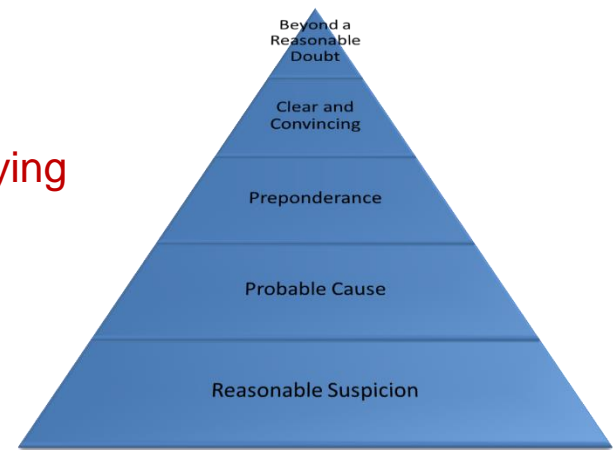 Beyond a
Reasonable
Doubt
Clear and
Convincing
ying
Preponderance
Probable Cause
Reasonable Suspicion